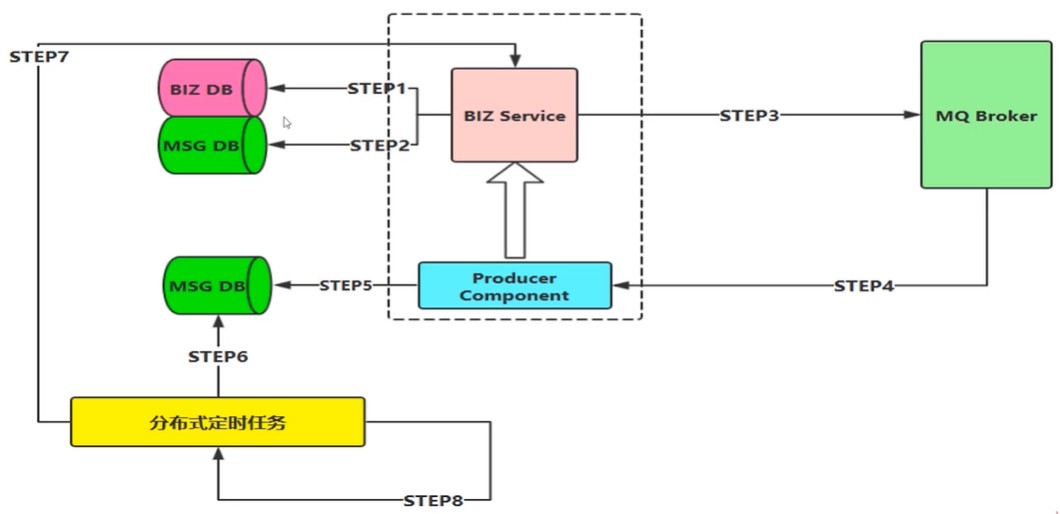 STEP7
BIZ DB
STEP1
BIZ Service
STEP3
MQ Broker
MSG DB
STEP2
MSG DB
STEP5
Producer
Component
STEP4
STEP6
分布式定时任务
STEP8